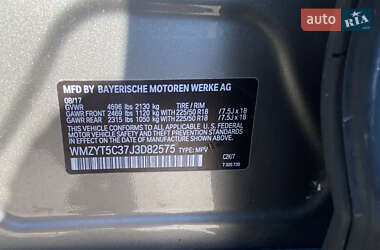 auto RIA.com
MFD BY BAYERISCHE MOTOREN WERKE AG
08/17
GVWR 4696 lbs 2130 kg TIRE / RIM
GAWR FRONT 2469 lbs 1120 kg WITH 225/50 R18 / 7.5J x 18
GAWR REAR 2315 lbs 1050 kg WITH 225/50 R18 / 7.5J x 18
THIS VEHICLE CONFORMS TO ALL APPLICABLE U.S. FEDERAL
MOTOR VEHICLE SAFETY, BUMPER, AND THEFT PREVENTION
STANDARDS IN EFFECT ON THE DATE OF
MANUFACTURE SHOWN ABOVE.
WMZYT5C37J3D82575 TYPE: MPV